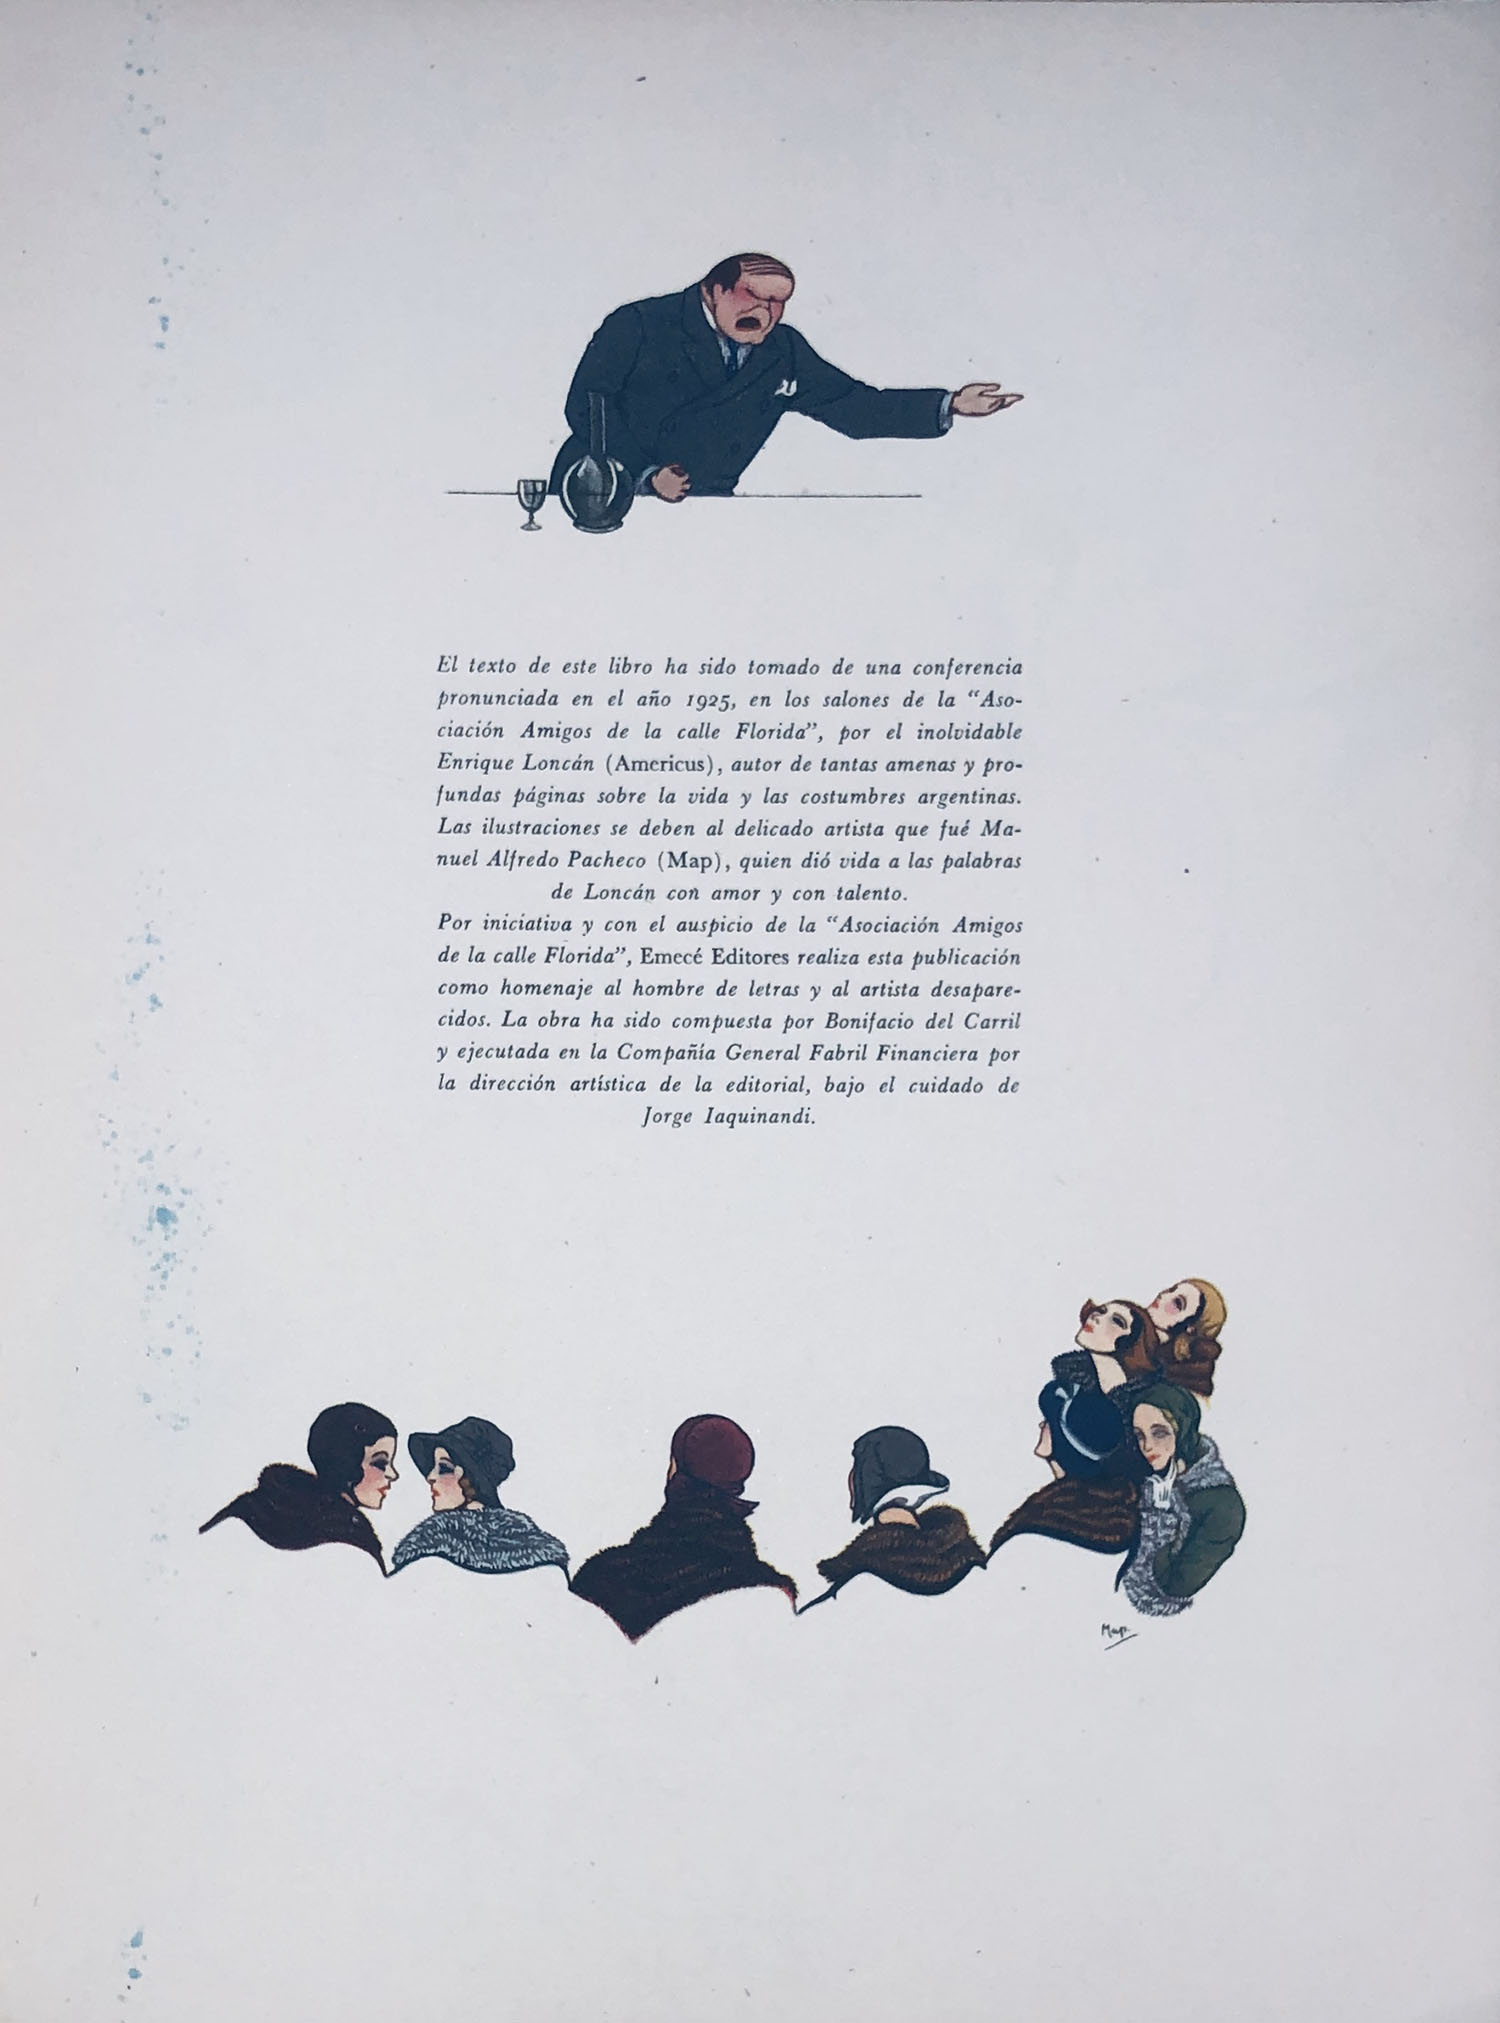 El texto de este libro ha sido tomado de una conferencia
pronunciada en el año 1925, en los salones de la “Aso-
ciación Amigos de la calle Florida”, por el inolvidable
Enrique Loncán (Americus), autor de tantas amenas y pro-
fundas páginas sobre la vida y las costumbres argentinas.
Las ilustraciones se deben al delicado artista que fué Ma-
nuel Alfredo Pacheco (Map), quien dió vida a las palabras
de Loncán con amor y con talento.
Por iniciativa y con el auspicio de la “Asociación Amigos
de la calle Florida”, Emecé Editores realiza esta publicación
como homenaje al hombre de letras y al artista desapare-
cidos. La obra ha sido compuesta por Bonifacio del Carril
y ejecutada en la Compañía General Fabril Financiera por
la dirección artística de la editorial, bajo el cuidado de
Jorge Iaquinandi.
Map.